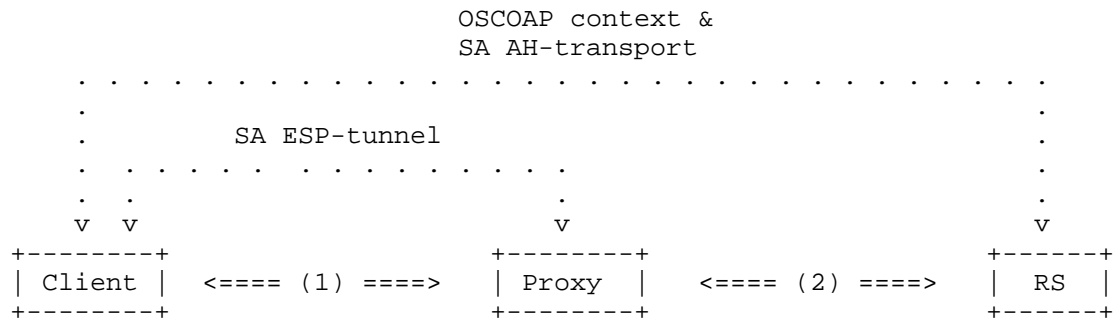 OSCOAP context &
SA AH-transport
. . . . . . . . . . . . . . . . . . . . . . . . . . . . . . .
. .
. SA ESP-tunnel .
. . . . . . . . . . . . . . . . .
. . . .
v v v v
+--------+ +--------+ +------+
| Client | <==== (1) ====> | Proxy | <==== (2) ====> | RS |
+--------+ +--------+ +------+